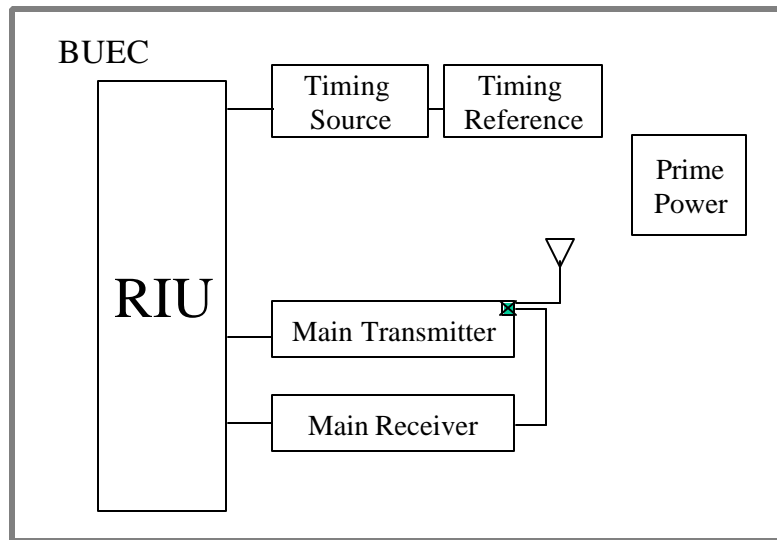 BUEC
Timing
Source
Timing
Reference
Prime
Power
RIU
Main Transmitter
Main Receiver